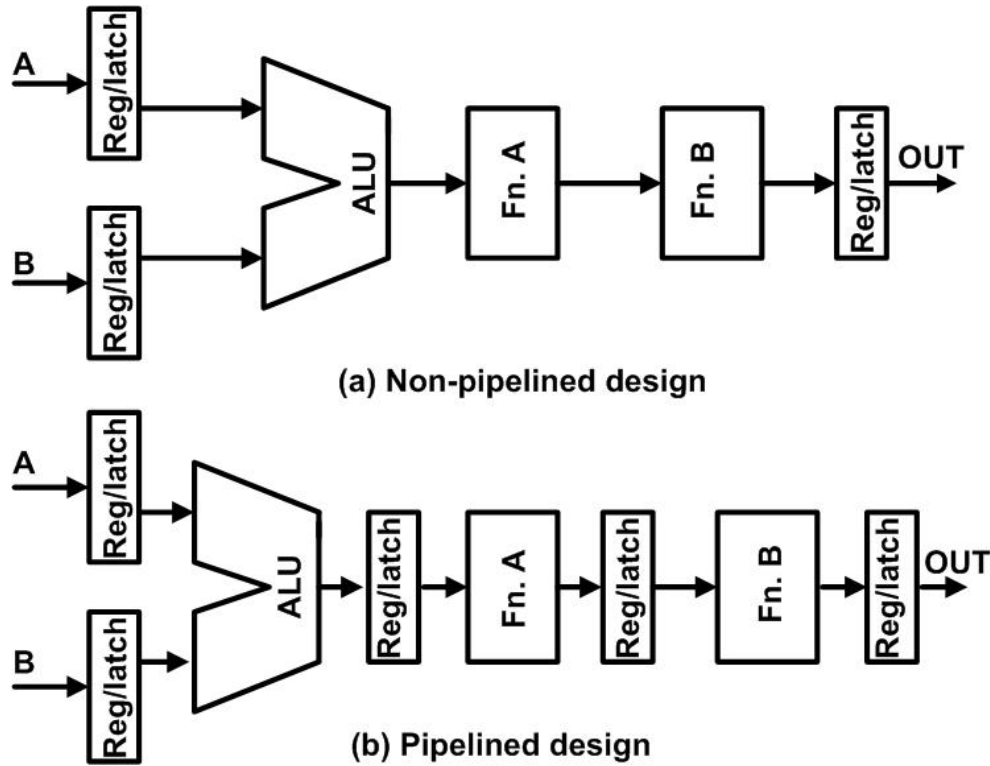 A
Reg/latch
B
Reg/latch
ALU
Fn. A
Fn. B
Reg/latch
OUT
(a) Non-pipelined design
A
Reg/latch
B
Reg/latch
ALU
Reg/latch
Fn. A
Reg/latch
Fn. B
Reg/latch
OUT
(b) Pipelined design